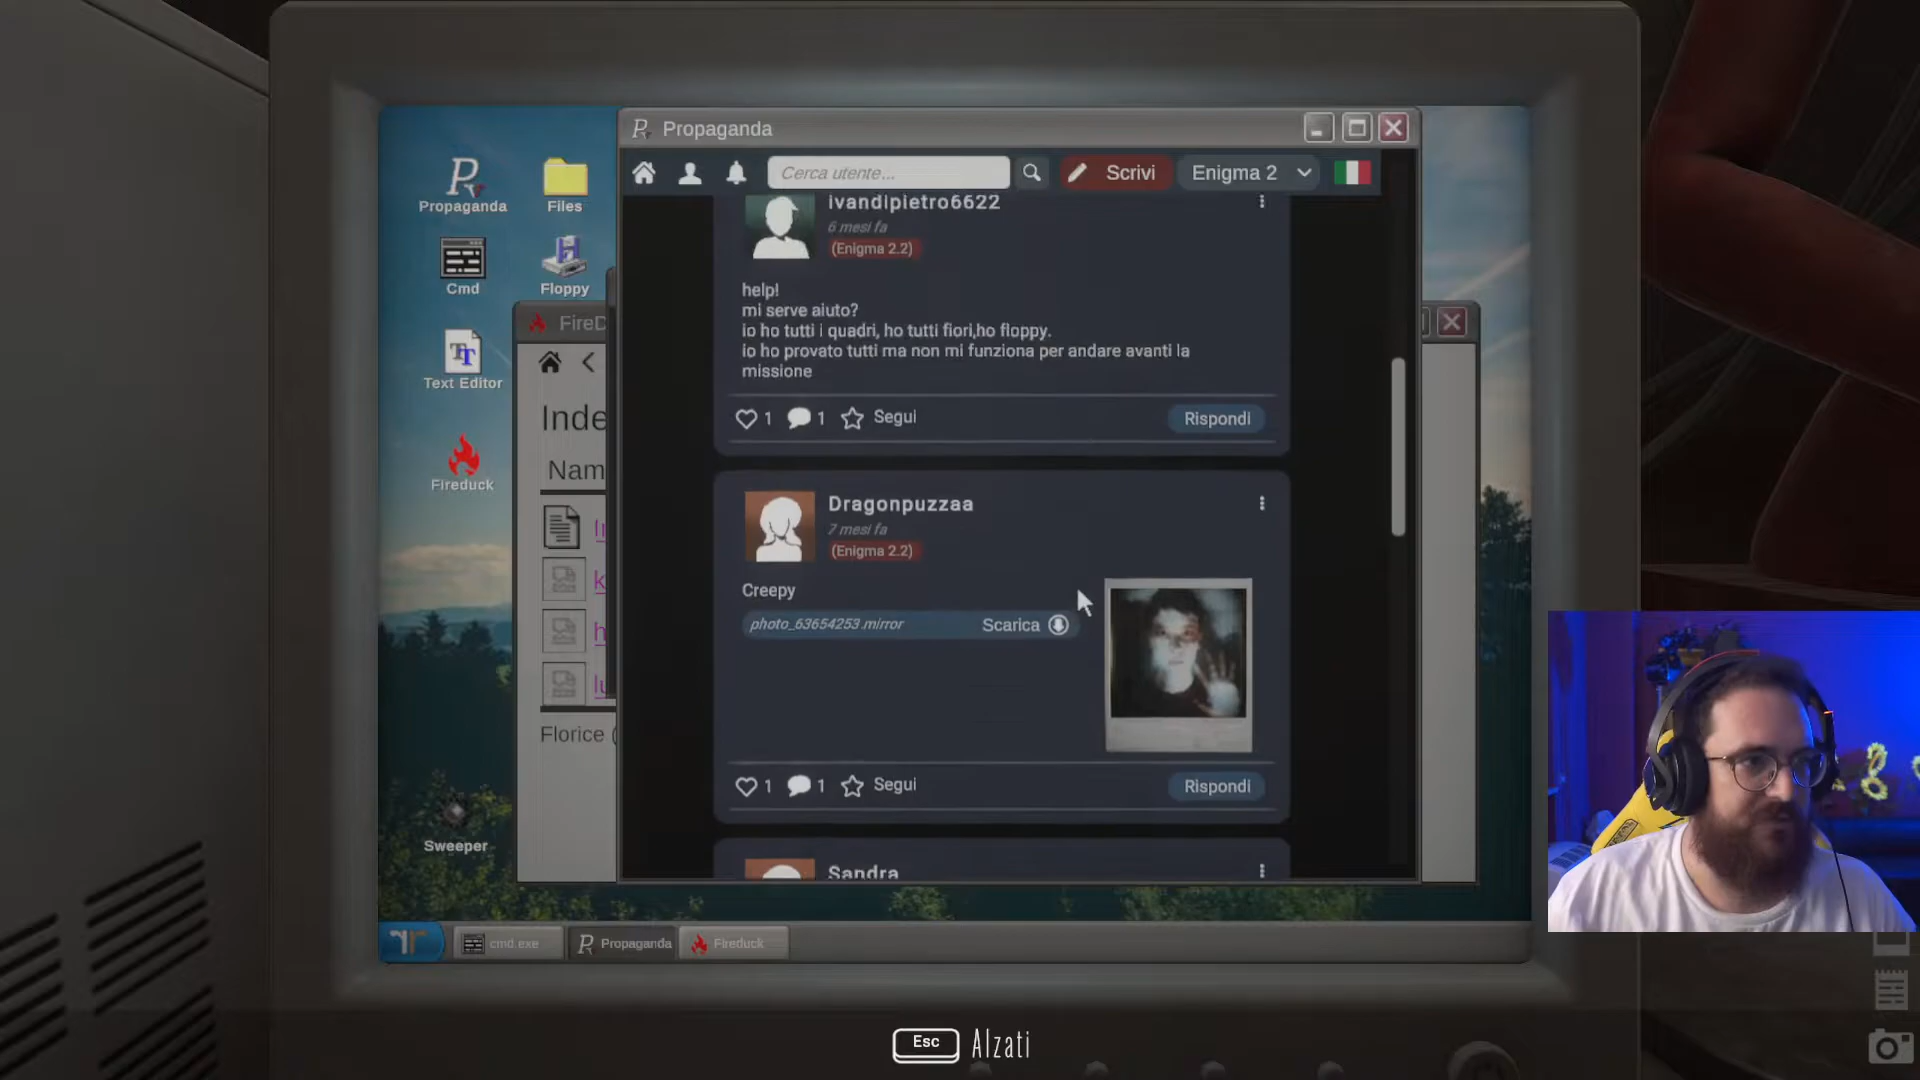 Propaganda
Cerca utente...
Scrivi
Enigma 2
Propaganda
Files
Cmd
Floppy
Text Editor
Fireduck
Sweeper
FireD
Inde
Nam
k
h
Florice (
ivandipietro6622
6 mesi fa
(Enigma 2.2)
help!
mi serve aiuto?
io ho tutti i quadri, ho tutti fiori,ho floppy.
io ho provato tutti ma non mi funziona per andare avanti la
missione
1
1
Segui
Rispondi
Dragonpuzzaa
7 mesi fa
(Enigma 2.2)
Creepy
photo_63654253.mirror
Scarica
1
1
Segui
Rispondi
Sandra
cmd.exe
Propaganda
Fireduck
Esc
Alzati